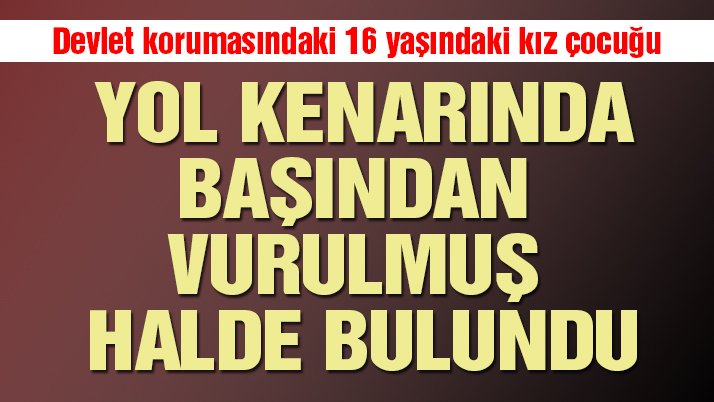 Devlet korumasındaki 16 yaşındaki kız çocuğu
YOL KENARINDA
BAŞINDAN
VURULMUŞ
HALDE BULUNDU